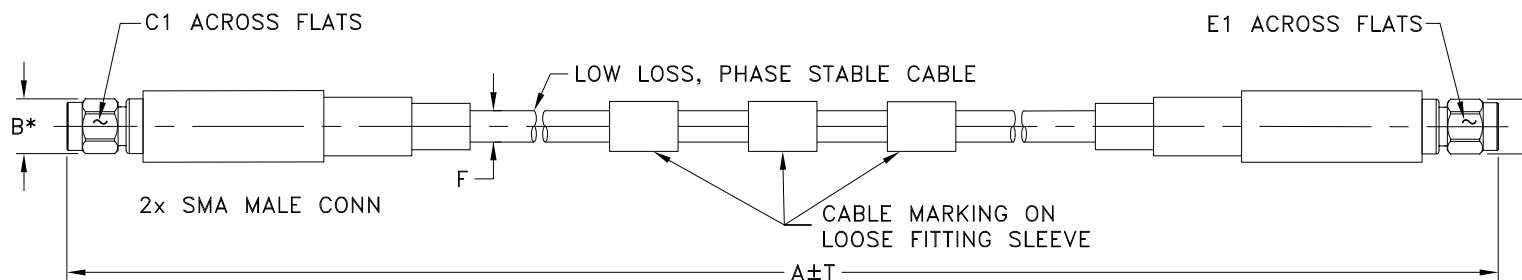 C1 ACROSS FLATS
E1 ACROSS FLATS
LOW LOSS, PHASE STABLE CABLE
B*
F
2x SMA MALE CONN
CABLE MARKING ON
LOOSE FITTING SLEEVE
A±T